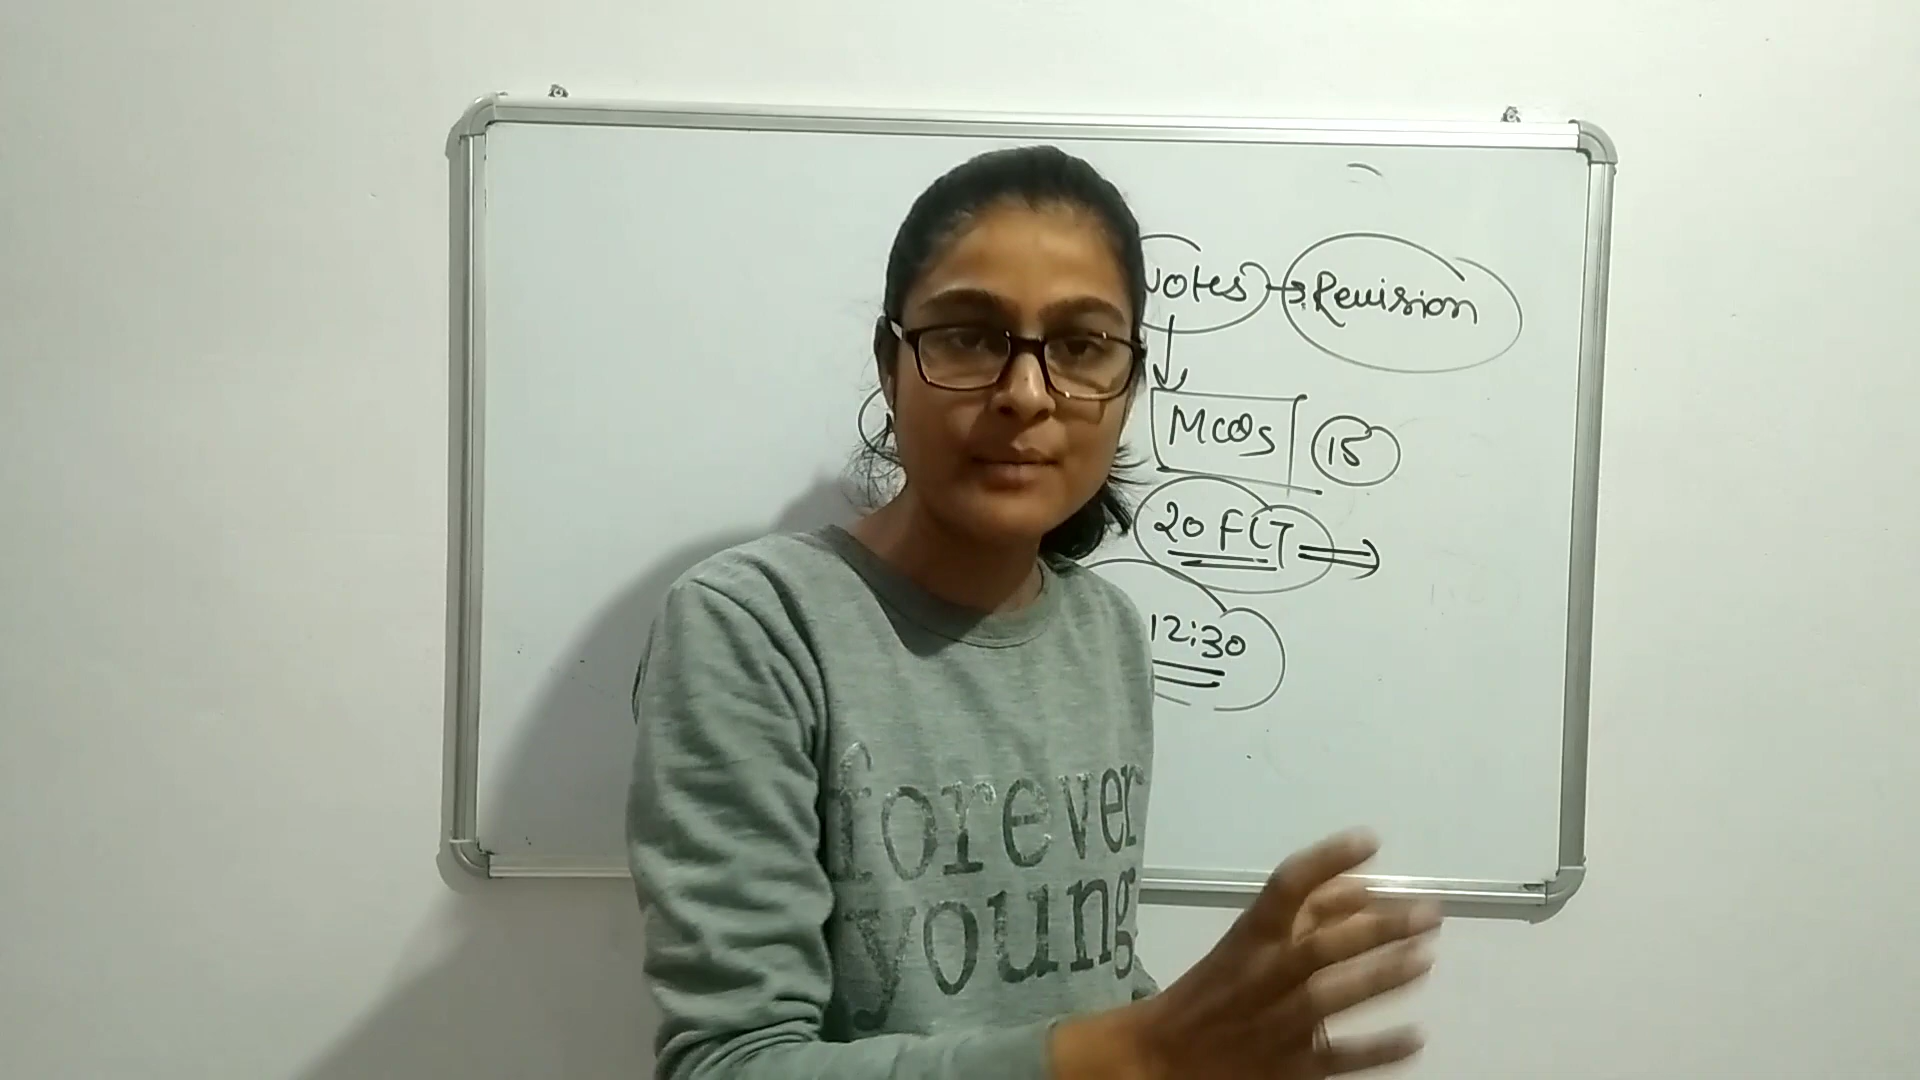 Notes → Revision
MCQs 15
20 FLT ⇒
12:30
forever
young